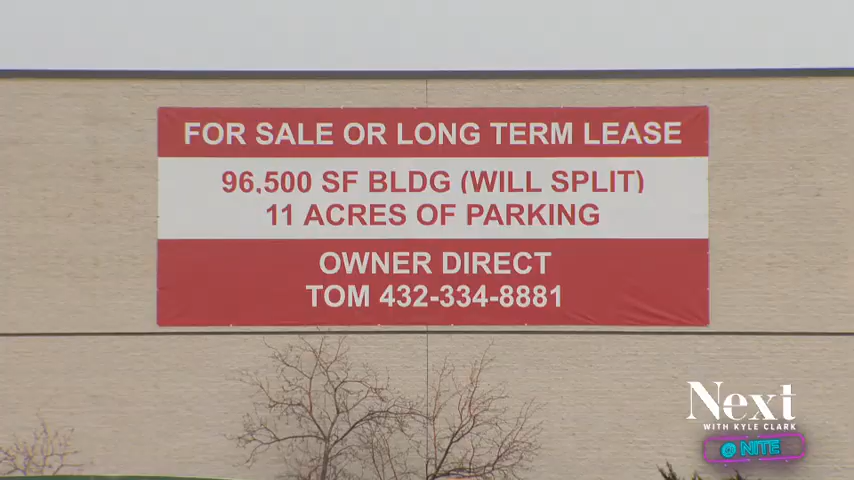 FOR SALE OR LONG TERM LEASE
96,500 SF BLDG (WILL SPLIT)
11 ACRES OF PARKING
OWNER DIRECT
TOM 432-334-8881
Next
WITH KYLE CLARK
@ NITE